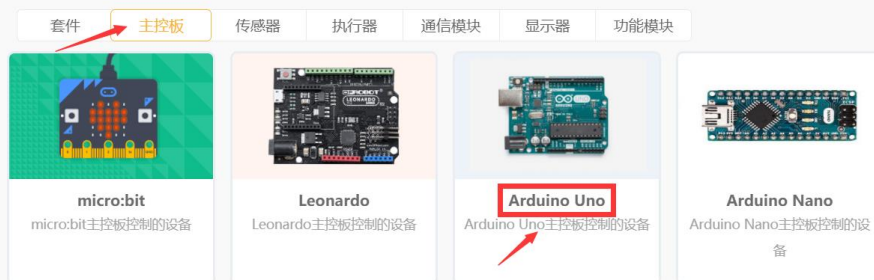 套件 主控板 传感器 执行器 通信模块 显示器 功能模块
LEONARDO
micro:bit Leonardo Arduino Uno Arduino Nano
micro:bit主控板控制的设备 Leonardo主控板控制的设备 Arduino Uno主控板控制的设备 Arduino Nano主控板控制的设
备